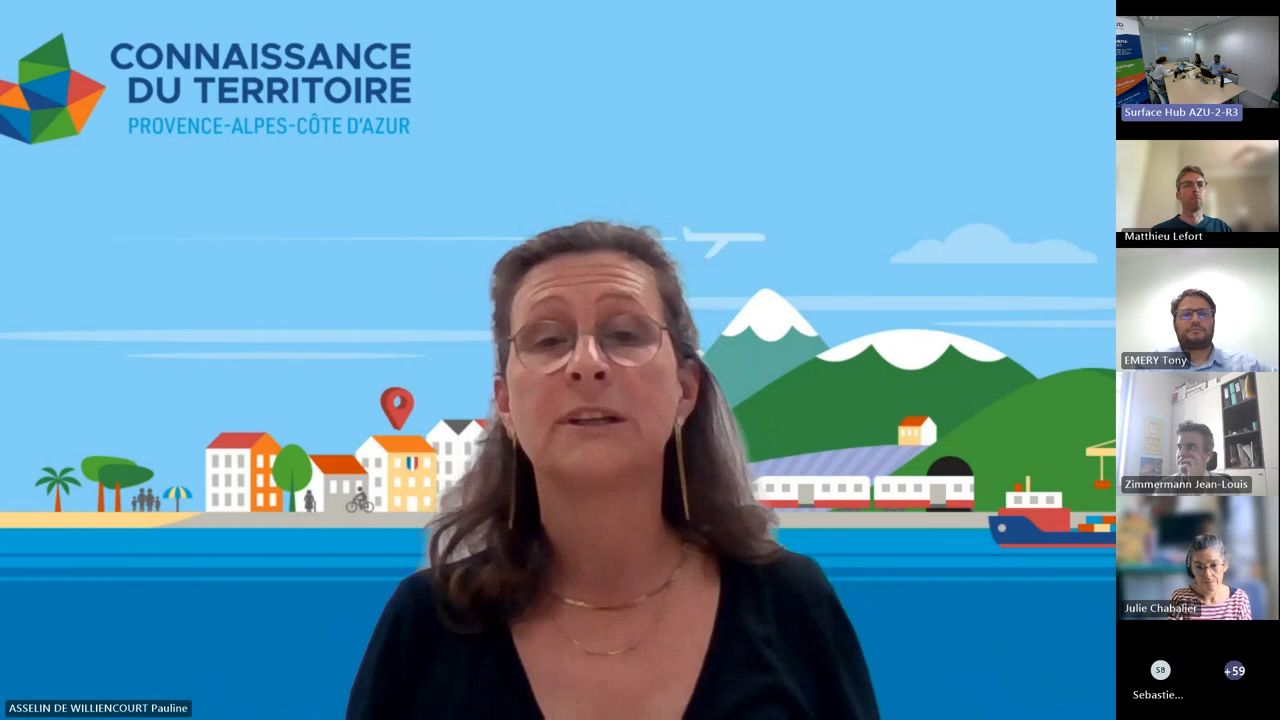 CONNAISSANCE
DU TERRITOIRE
PROVENCE-ALPES-CÔTE D'AZUR
ASSELIN DE WILLIENCOURT Pauline
Surface Hub AZU-2-R3
Matthieu Lefort
EMERY Tony
Zimmermann Jean-Louis
Julie Chabalier
SB
Sebastie...
+59